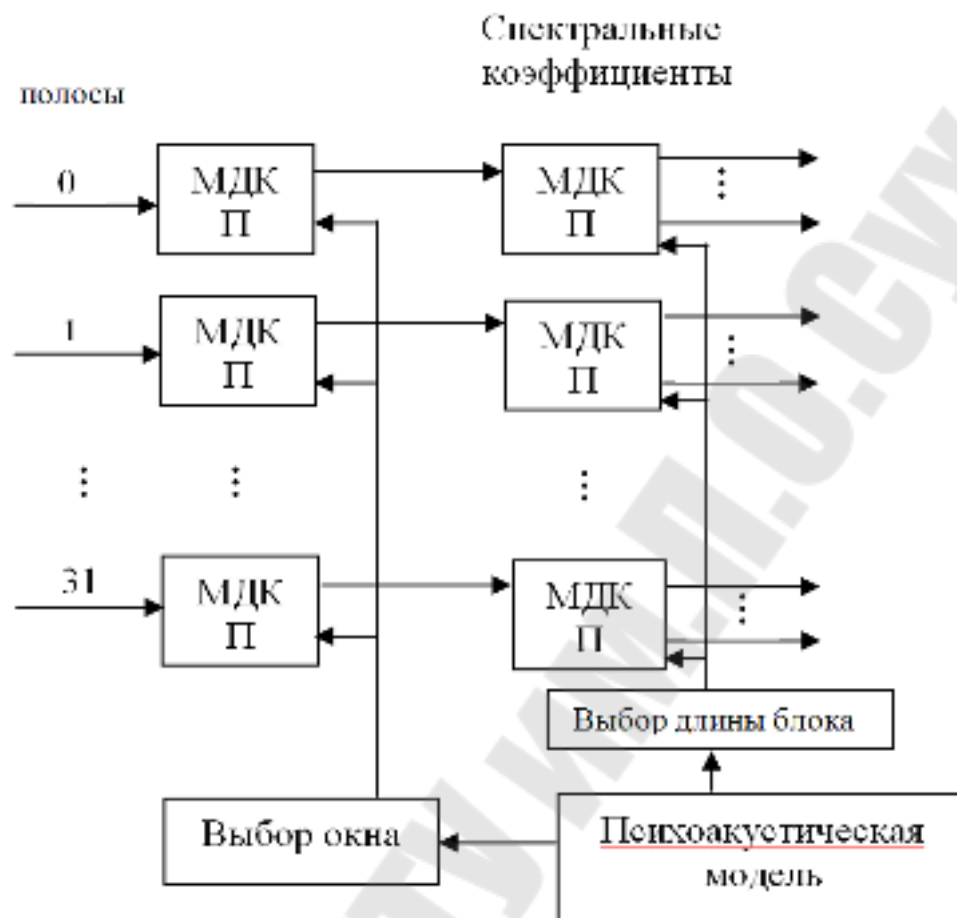 Спектральные
коэффициенты
полосы
0
МДК
П
МДК
П
1
МДК
П
МДК
П
31
МДК
П
МДК
П
Выбор длины блока
Выбор окна
Психоакустическая
модель